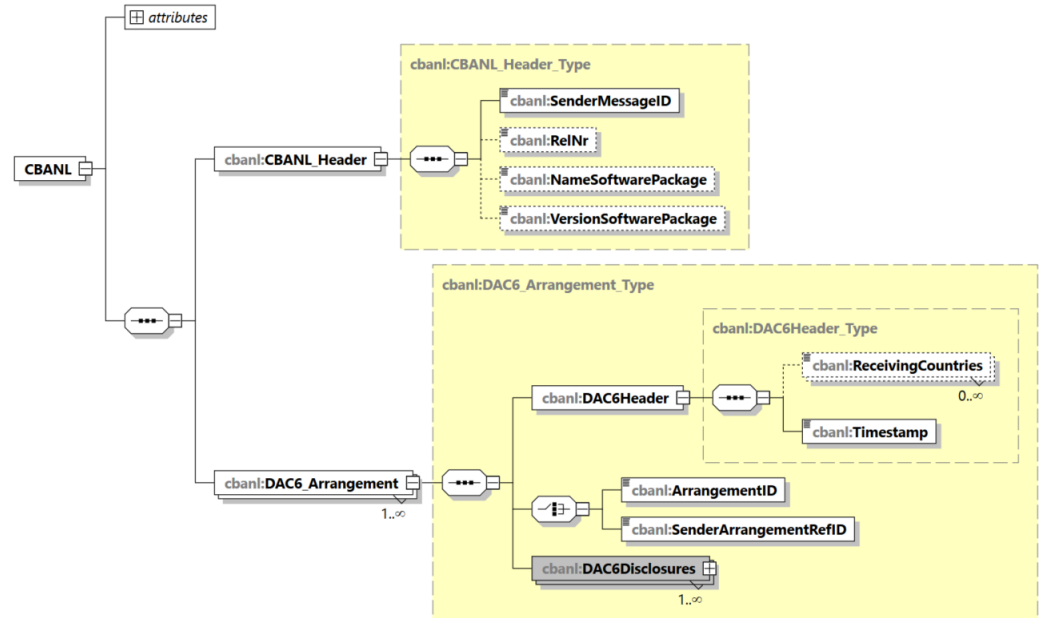 attributes
cbanl:CBANL_Header_Type
cbanl:SenderMessageID
cbanl:RelNr
cbanl:CBANL_Header
cbanl:NameSoftwarePackage
CBANL
cbanl:VersionSoftwarePackage
cbanl:DAC6_Arrangement_Type
cbanl:DAC6Header_Type
cbanl:ReceivingCountries
0..∞
cbanl:DAC6Header
cbanl:Timestamp
cbanl:DAC6_Arrangement
1..∞
cbanl:ArrangementID
cbanl:SenderArrangementRefID
cbanl:DAC6Disclosures
1..∞